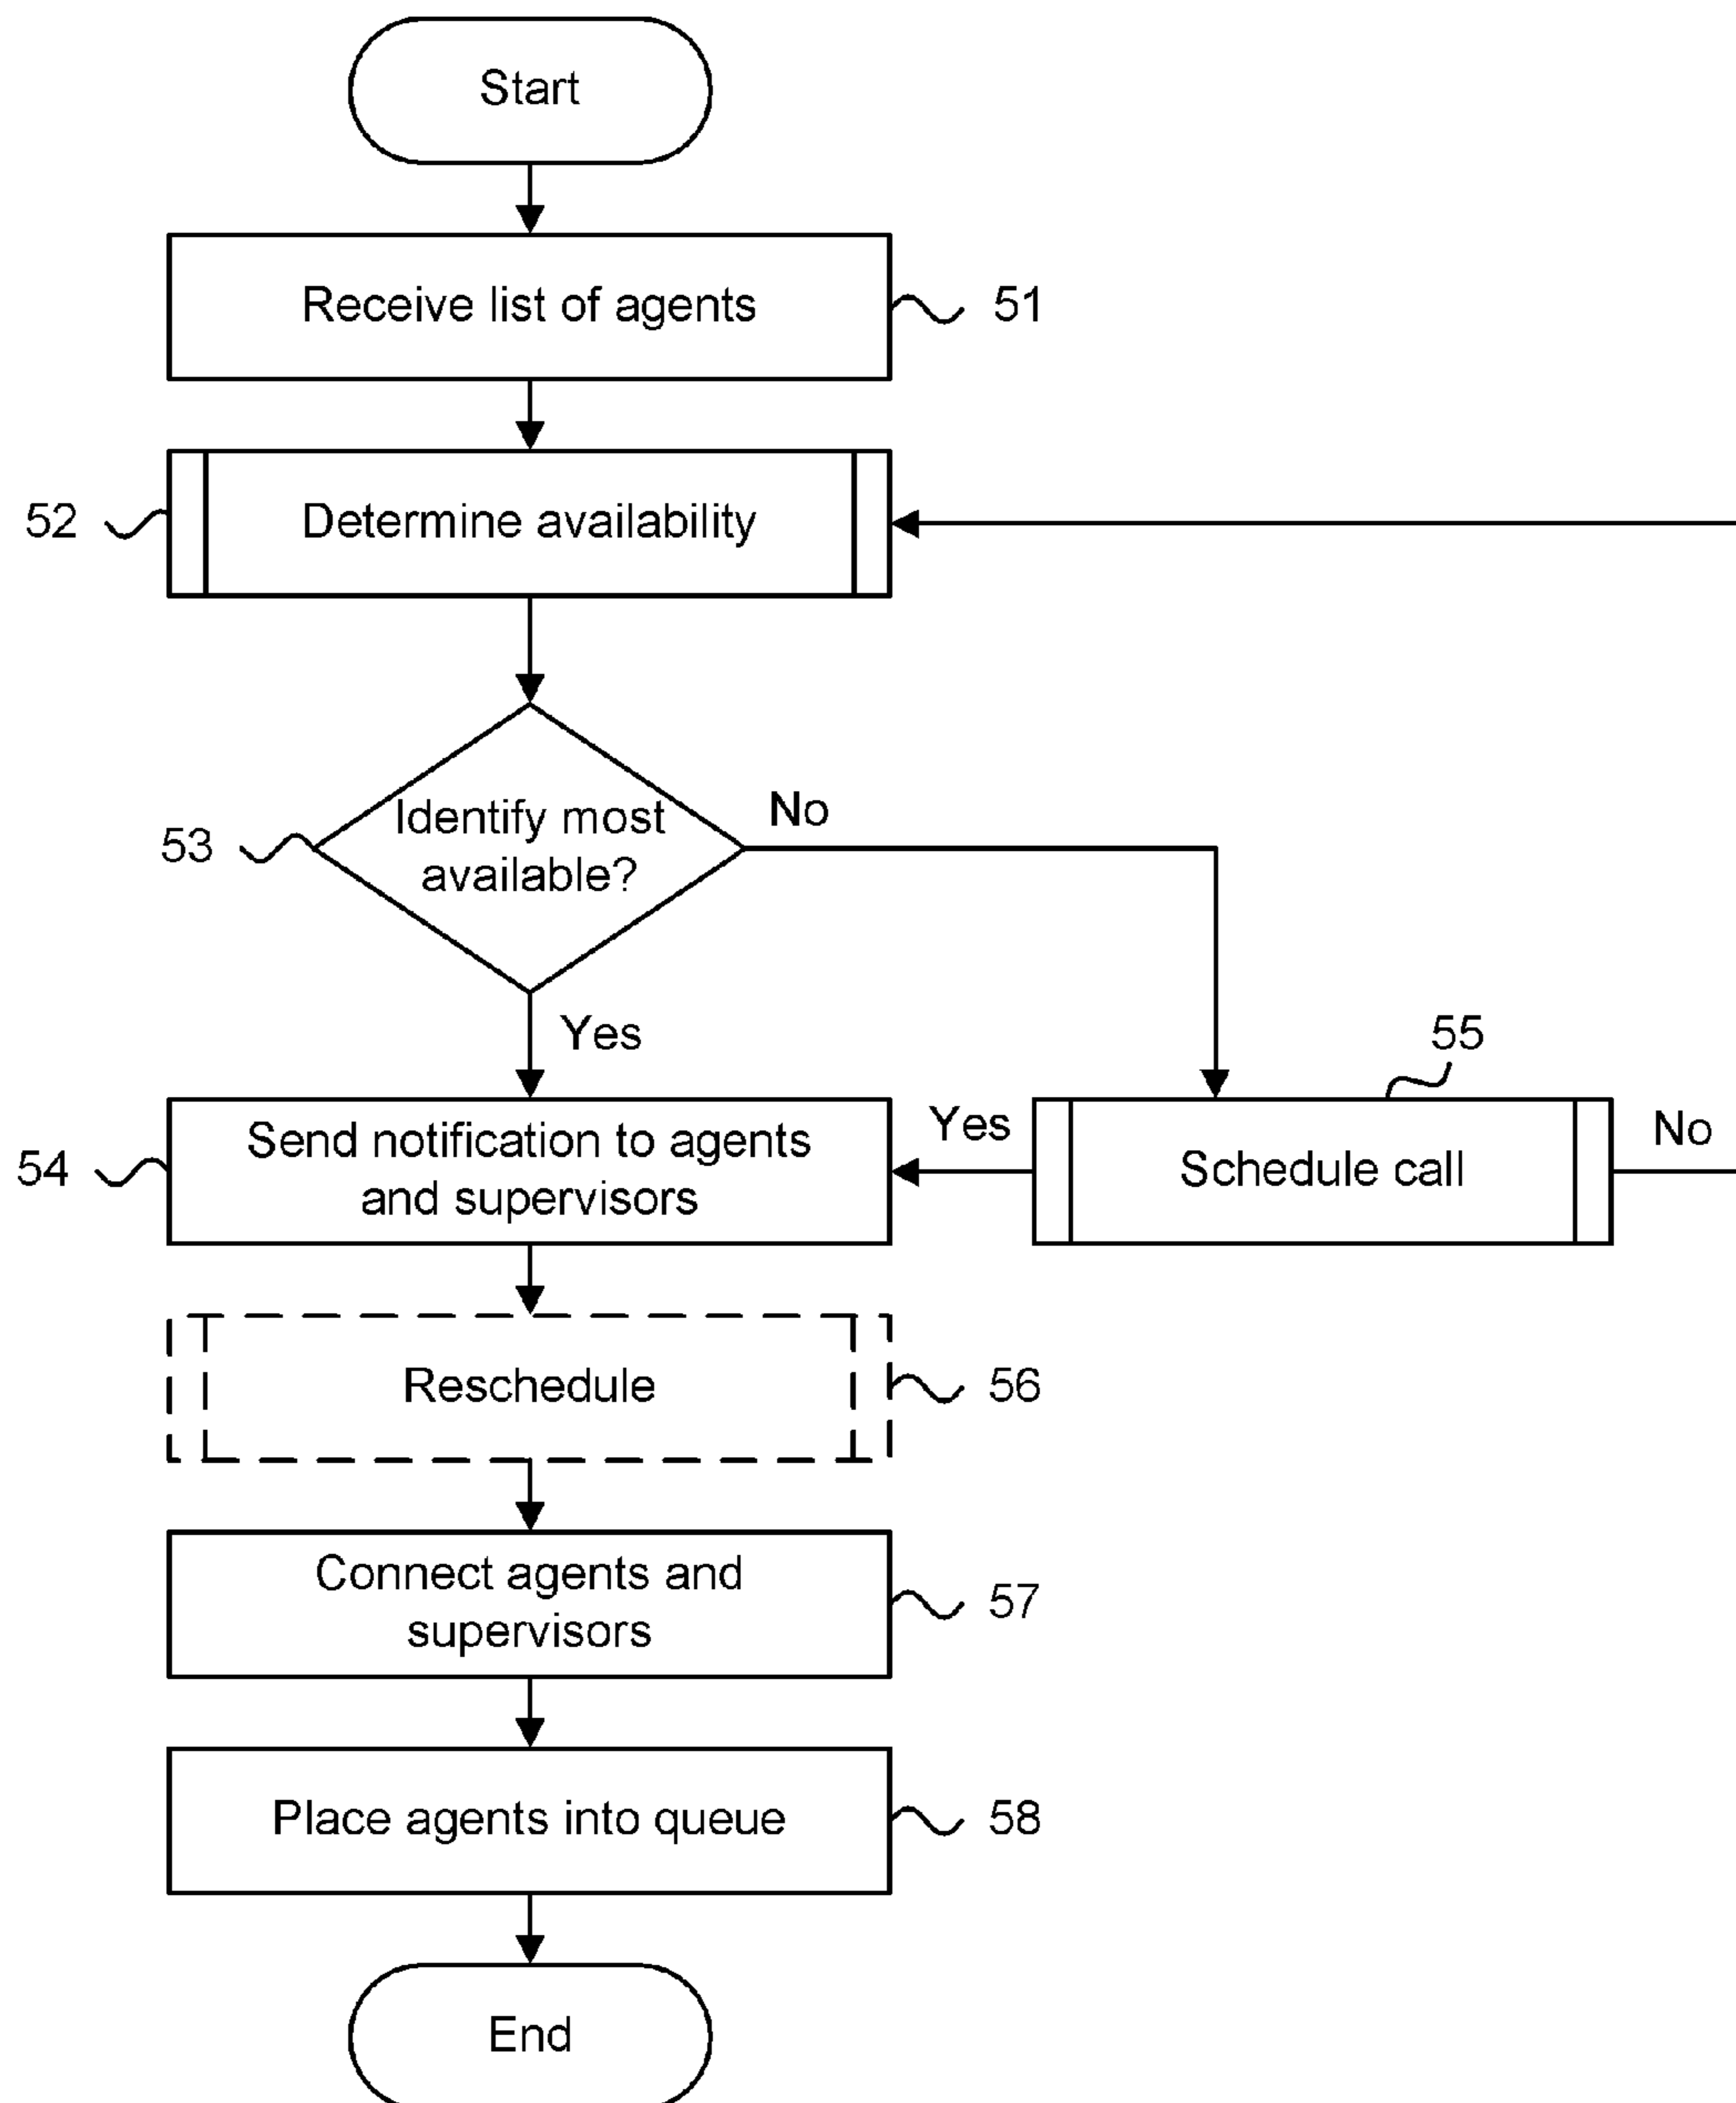 Start
Receive list of agents
51
52
Determine availability
53
Identify most
available?
No
Yes
54
Send notification to agents
and supervisors
Yes
55
Schedule call
No
Reschedule
56
Connect agents and
supervisors
57
Place agents into queue
58
End